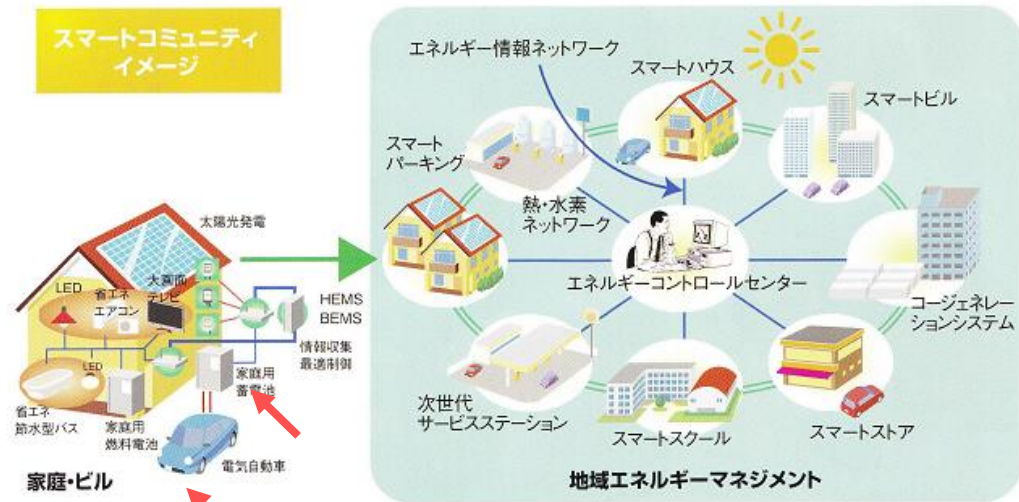 スマートコミュニティ
イメージ
太陽光発電
LED
大画面
テレビ
省エネ
エアコン
HEMS
BEMS
情報収集
最適制御
LED
家庭用
蓄電池
省エネ
節水型バス
家庭用
燃料電池
電気自動車
家庭・ビル
エネルギー情報ネットワーク
スマートハウス
スマートビル
スマート
パーキング
熱・水素
ネットワーク
エネルギーコントロールセンター
コージェネレー
ションシステム
次世代
サービスステーション
スマートスクール
スマートストア
地域エネルギーマネジメント